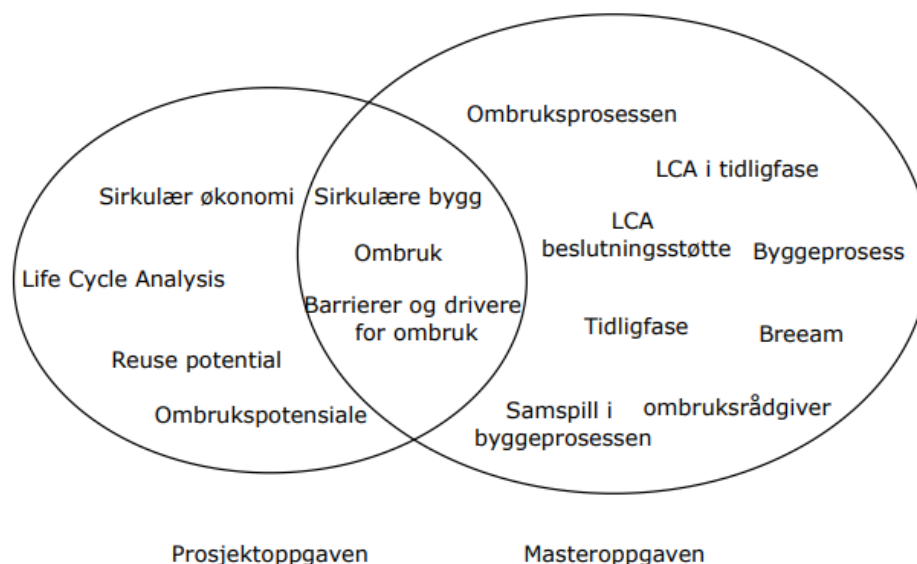 Ombruksprosessen
LCA i tidligfase
Sirkulær økonomi
Sirkulære bygg
LCA
beslutningsstøtte
Byggeprosess
Ombruk
Life Cycle Analysis
Barrierer og drivere
for ombruk
Tidligfase
Breeam
Reuse potential
Ombrukspotensiale
Samspill i
byggeprosessen
ombruksrådgiver
Prosjektoppgaven
Masteroppgaven